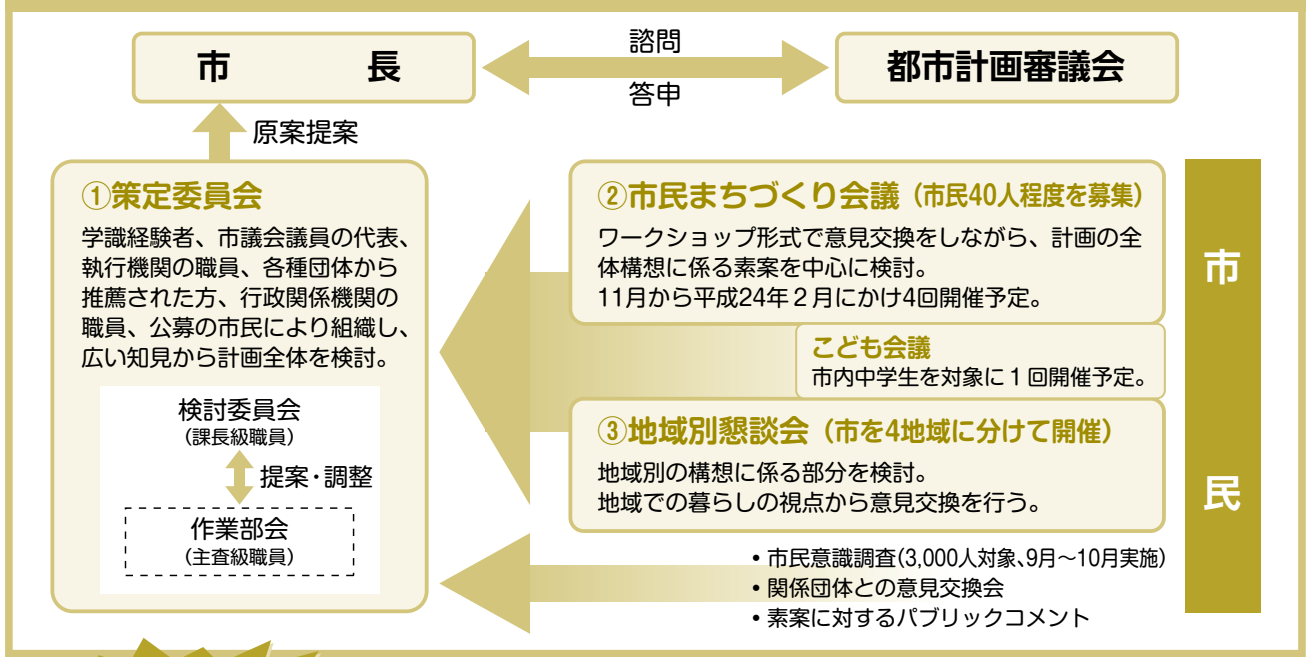 市　　長
諮問
答申
都市計画審議会
原案提案
①策定委員会
学識経験者、市議会議員の代表、
執行機関の職員、各種団体から
推薦された方、行政関係機関の
職員、公募の市民により組織し、
広い知見から計画全体を検討。
検討委員会
(課長級職員)
提案・調整
作業部会
(主査級職員)
②市民まちづくり会議（市民40人程度を募集）
ワークショップ形式で意見交換をしながら、計画の全
体構想に係る素案を中心に検討。
11月から平成24年２月にかけ4回開催予定。
こども会議
市内中学生を対象に１回開催予定。
③地域別懇談会（市を4地域に分けて開催）
地域別の構想に係る部分を検討。
地域での暮らしの視点から意見交換を行う。
•市民意識調査(3,000人対象、9月～10月実施)
•関係団体との意見交換会
•素案に対するパブリックコメント
市　民